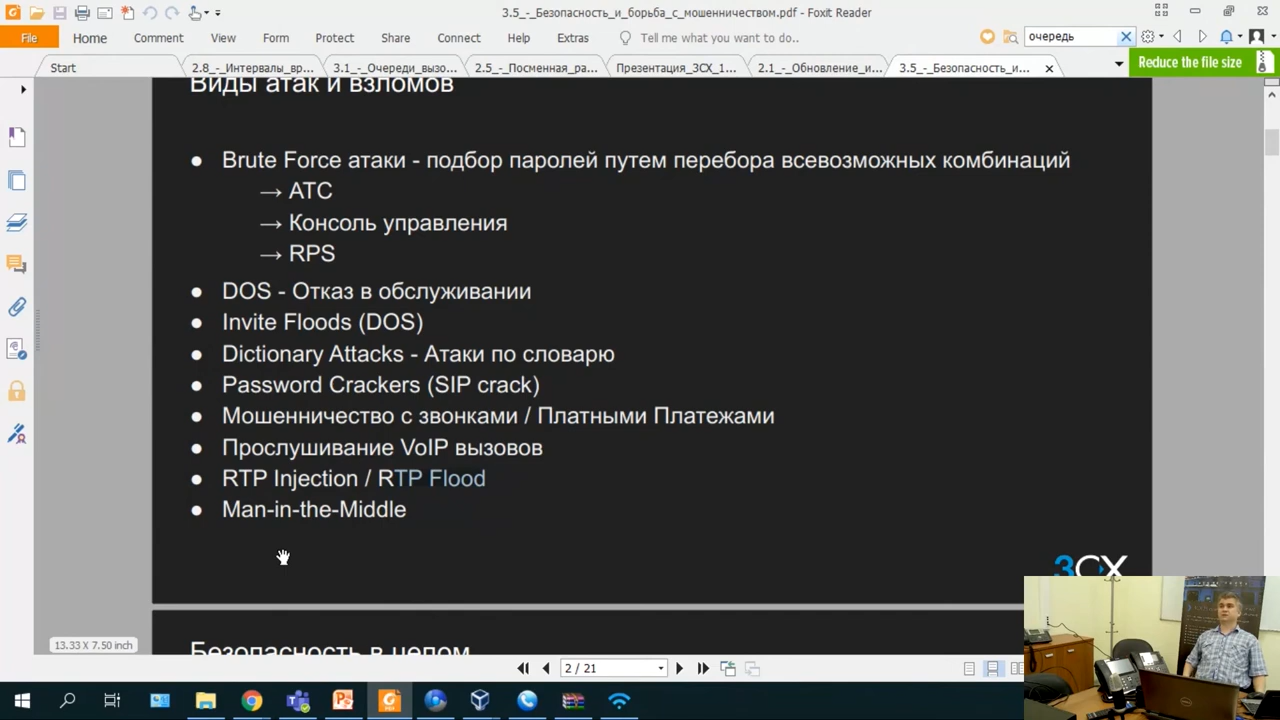 3.5_-_Безопасность_и_борьба_с_мошенничеством.pdf - Foxit Reader
File Home Comment View Form Protect Share Connect Help Extras Tell me what you want to do.. очередь
Start 2.8_-_Интервалы_вр... 3.1_-_Очереди_вызо... 2.5_-_Посменная_ра... Презентация_3CX_1... 2.1_-_Обновление_и... 3.5_-_Безопасность_и... Reduce the file size
Виды атак и взломов
● Brute Force атаки - подбор паролей путем перебора всевозможных комбинаций
→ АТС
→ Консоль управления
→ RPS
● DOS - Отказ в обслуживании
● Invite Floods (DOS)
● Dictionary Attacks - Атаки по словарю
● Password Crackers (SIP crack)
● Мошенничество с звонками / Платными Платежами
● Прослушивание VoIP вызовов
● RTP Injection / RTP Flood
● Man-in-the-Middle
3CX
Безопасность в целом
13.33 X 7.50 inch
2 / 21